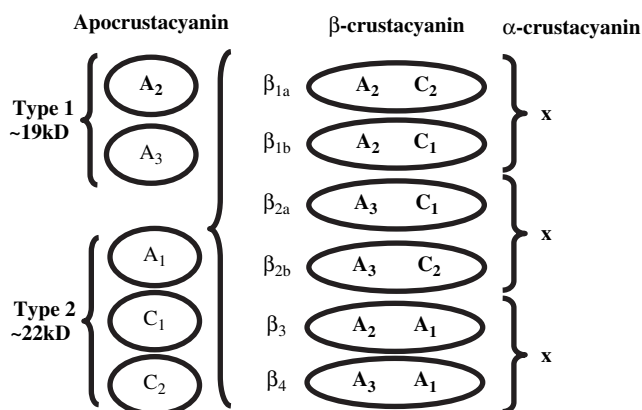 Apocrustacyanin β-crustacyanin α-crustacyanin
Type 1
~19kD
A₂
A₃
Type 2
~22kD
A₁
C₁
C₂
β₁ₐ A₂ C₂
β₁b A₂ C₁
x
β₂ₐ A₃ C₁
β₂b A₃ C₂
x
β₃ A₂ A₁
β₄ A₃ A₁
x